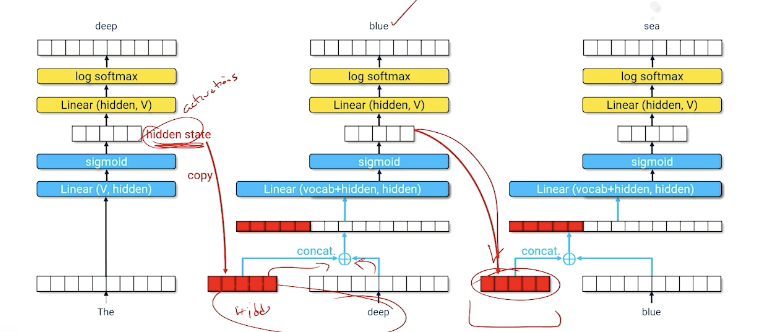 deep
log softmax
Linear (hidden, V)
activations
hidden state
sigmoid
Linear (V, hidden)
The
copy
blue
log softmax
Linear (hidden, V)
sigmoid
Linear (vocab+hidden, hidden)
concat.
Hidd
deep
sea
log softmax
Linear (hidden, V)
sigmoid
Linear (vocab+hidden, hidden)
concat.
blue